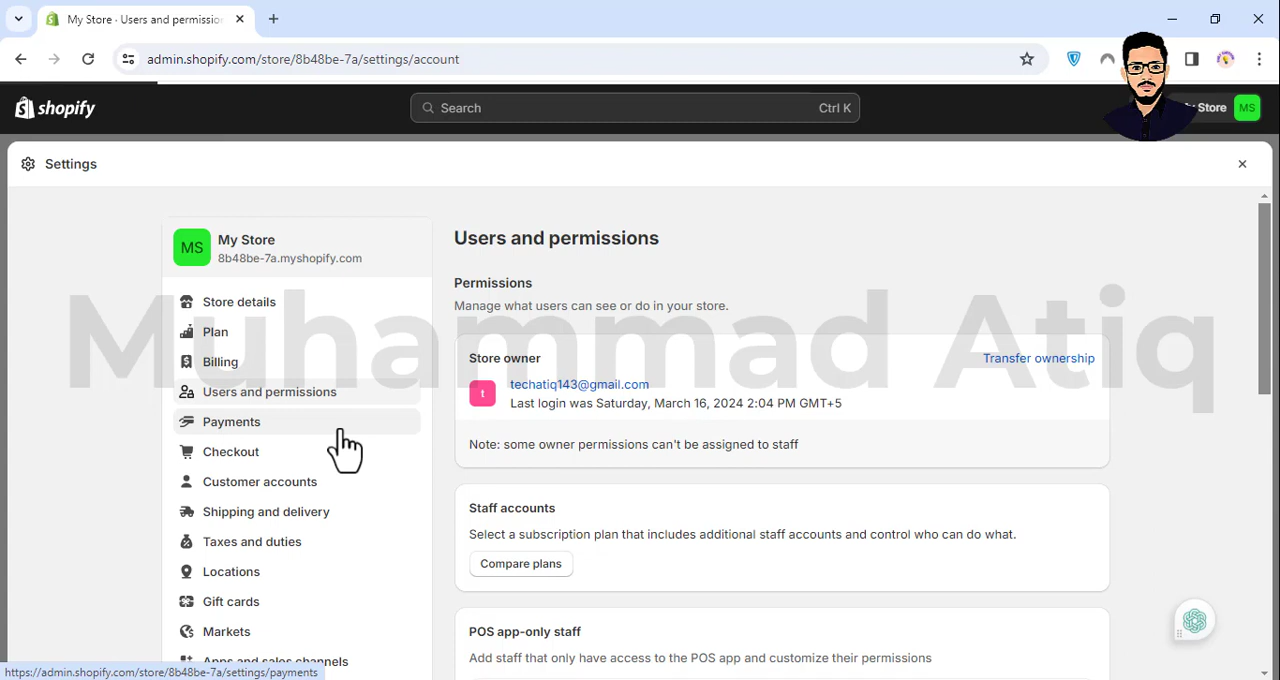 My Store · Users and permissio
admin.shopify.com/store/8b48be-7a/settings/account
shopify
Search
Ctrl K
Store
MS
Settings
MS
My Store
8b48be-7a.myshopify.com
Store details
Plan
Billing
Users and permissions
Payments
Checkout
Customer accounts
Shipping and delivery
Taxes and duties
Locations
Gift cards
Markets
Apps and sales channels
Users and permissions
Permissions
Manage what users can see or do in your store.
Store owner
Transfer ownership
t
techatiq143@gmail.com
Last login was Saturday, March 16, 2024 2:04 PM GMT+5
Note: some owner permissions can't be assigned to staff
Staff accounts
Select a subscription plan that includes additional staff accounts and control who can do what.
Compare plans
POS app-only staff
Add staff that only have access to the POS app and customize their permissions
Muhammad Atiq
https://admin.shopify.com/store/8b48be-7a/settings/payments